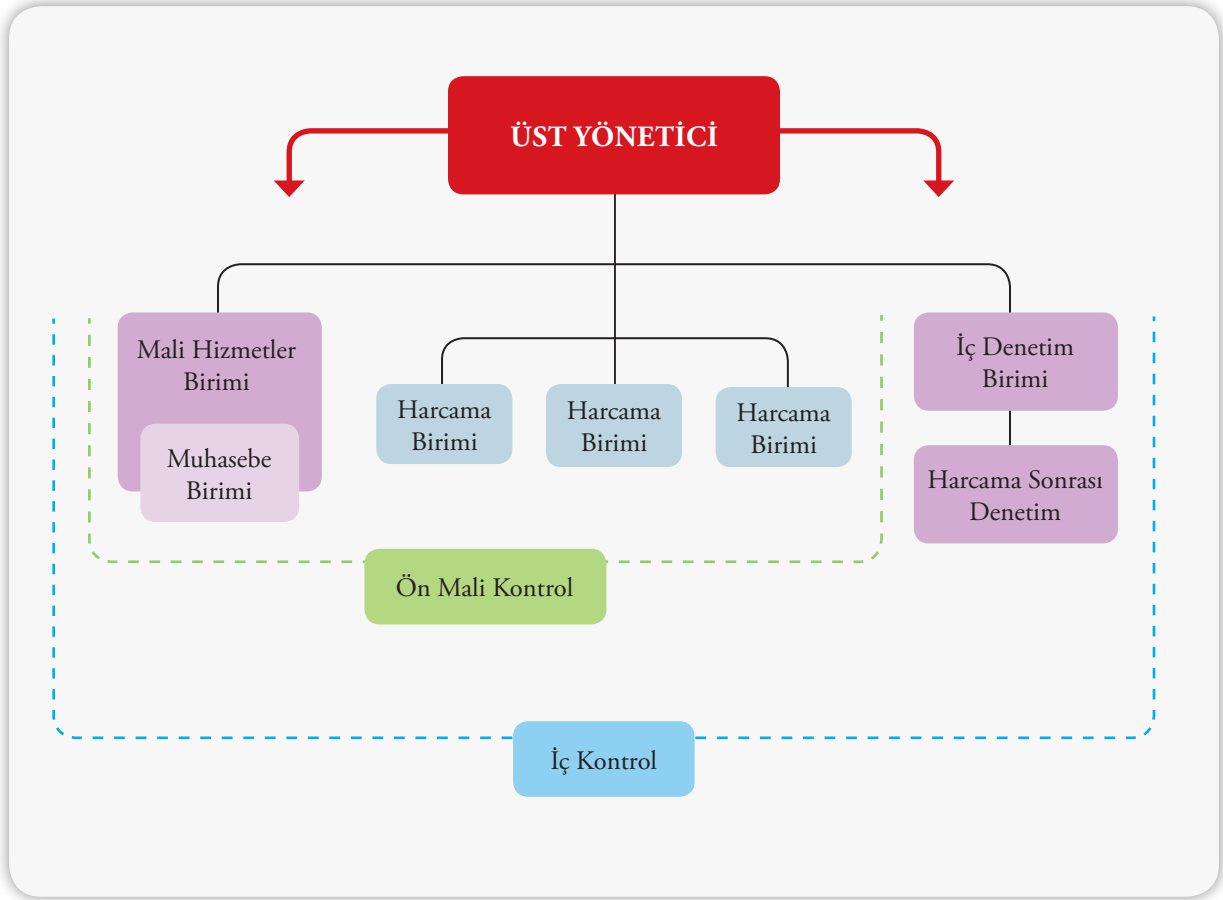 ÜST YÖNETİCİ
Mali Hizmetler
Birimi
Muhasebe
Birimi
Harcama
Birimi
Harcama
Birimi
Harcama
Birimi
İç Denetim
Birimi
Harcama Sonrası
Denetim
Ön Mali Kontrol
İç Kontrol